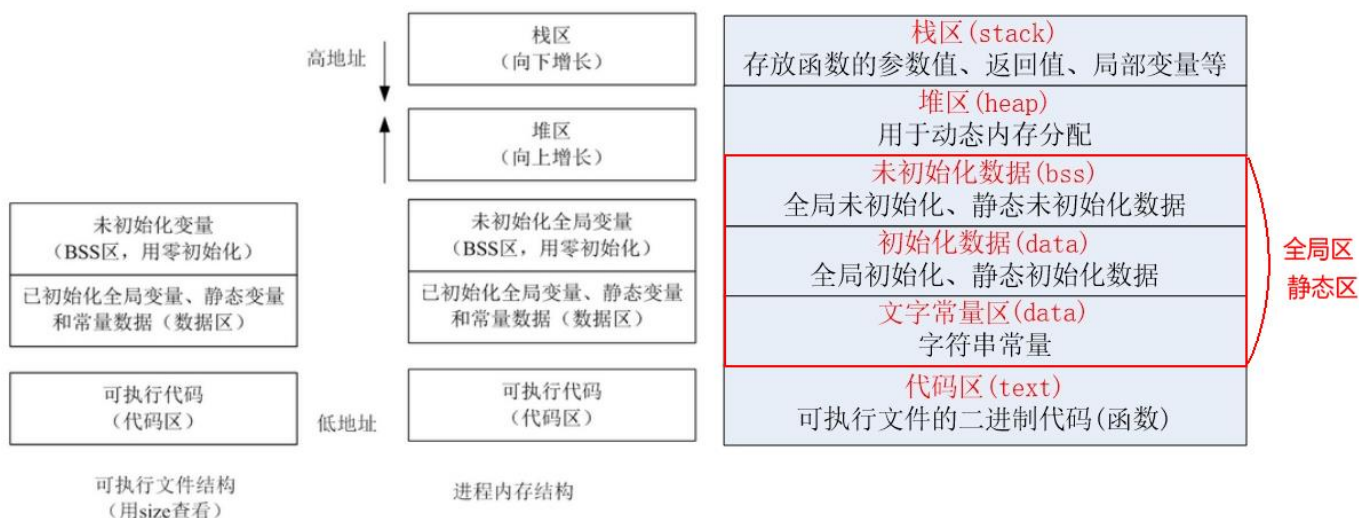 未初始化变量
（BSS区，用零初始化）
已初始化全局变量、静态变量
和常量数据（数据区）
可执行代码
（代码区）
可执行文件结构
（用size查看）
高地址
低地址
栈区
（向下增长）
堆区
（向上增长）
未初始化全局变量
（BSS区，用零初始化）
已初始化全局变量、静态变量
和常量数据（数据区）
可执行代码
（代码区）
进程内存结构
栈区(stack)
存放函数的参数值、返回值、局部变量等
堆区(heap)
用于动态内存分配
未初始化数据(bss)
全局未初始化、静态未初始化数据
初始化数据(data)
全局初始化、静态初始化数据
文字常量区(data)
字符串常量
代码区(text)
可执行文件的二进制代码(函数)
全局区
静态区